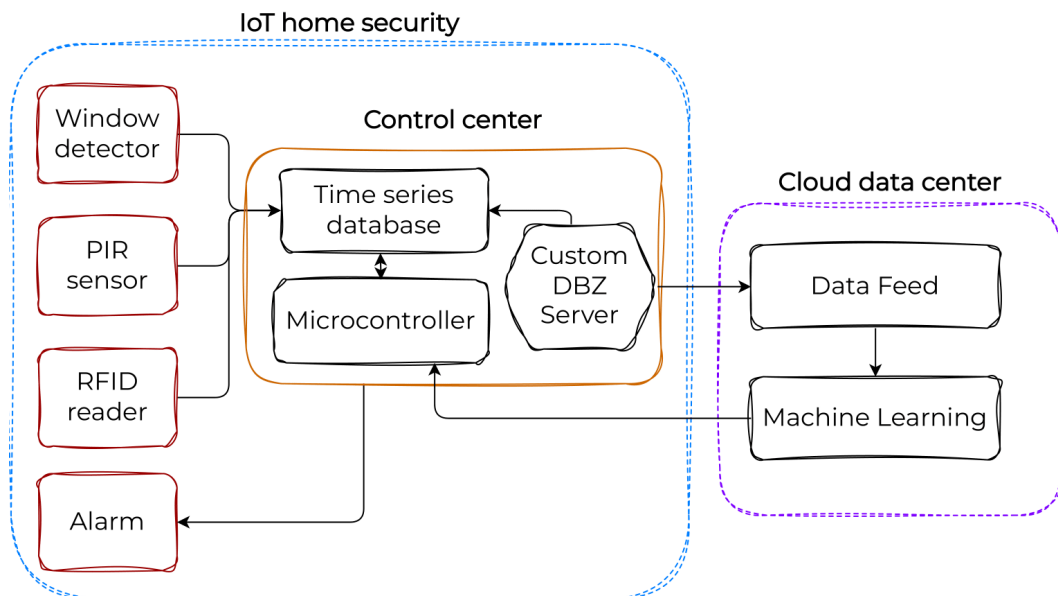 IoT home security
Window
detector
PIR
sensor
RFID
reader
Alarm
Control center
Time series
database
Microcontroller
Custom
DBZ
Server
Cloud data center
Data Feed
Machine Learning